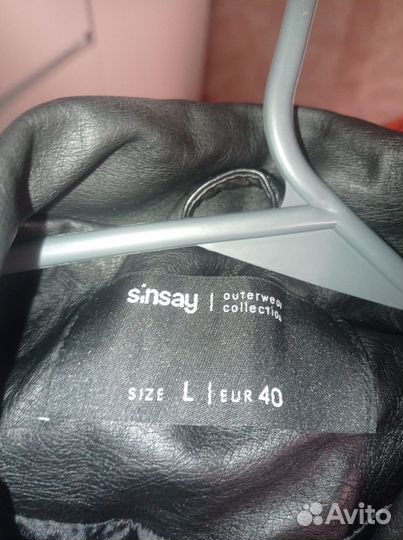 sinsay | outerwear
collection
SIZE L | EUR 40
Avito